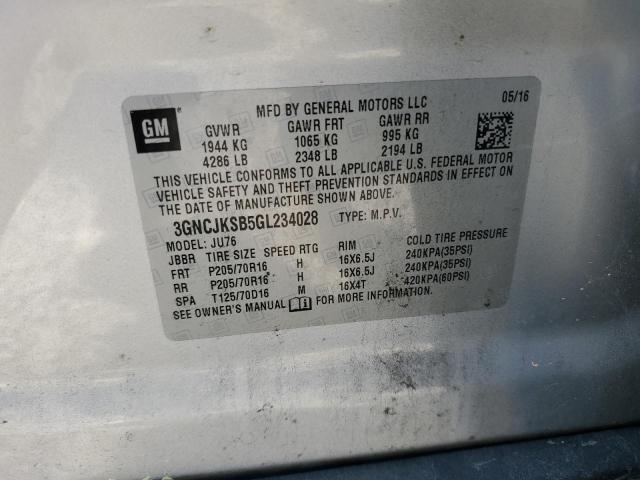 GM
MFD BY GENERAL MOTORS LLC
05/16
GVWR GAWR FRT GAWR RR
1944 KG 1065 KG 995 KG
4286 LB 2348 LB 2194 LB
THIS VEHICLE CONFORMS TO ALL APPLICABLE U.S. FEDERAL MOTOR
VEHICLE SAFETY AND THEFT PREVENTION STANDARDS IN EFFECT
ON THE DATE OF MANUFACTURE SHOWN ABOVE.
3GNCJKSB5GL234028 TYPE: M.P.V.
MODEL: JU76
JBBR TIRE SIZE SPEED RTG RIM COLD TIRE PRESSURE
FRT P205/70R16 H 16X6.5J 240KPA(35PSI)
RR P205/70R16 H 16X6.5J 240KPA(35PSI)
SPA T125/70D16 M 16X4T 420KPA(60PSI)
SEE OWNER'S MANUAL FOR MORE INFORMATION